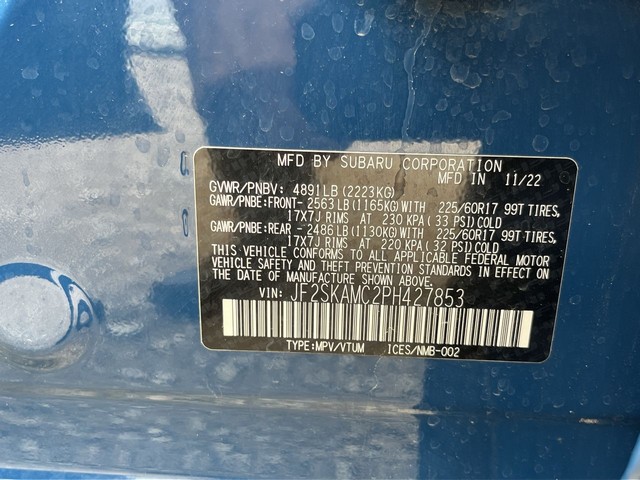 MFD BY SUBARU CORPORATION
MFD IN 11/22
GVWR/PNBV: 4891LB(2223KG)
GAWR/PNBE:FRONT- 2563LB(1165KG)WITH 225/60R17 99T TIRES,
17X7J RIMS AT 230 KPA(33 PSI)COLD
GAWR/PNBE:REAR -2486LB(1130KG)WITH 225/60R17 99T TIRES,
17X7J RIMS AT 220 KPA(32 PSI)COLD
THIS VEHICLE CONFORMS TO ALL APPLICABLE FEDERAL MOTOR
VEHICLE SAFETY AND THEFT PREVENTION STANDARDS IN EFFECT ON
THE DATE OF MANUFACTURE SHOWN ABOVE.
VIN: JF2SKAMC2PH427853
TYPE:MPV/VTUM ICES/NMB-002